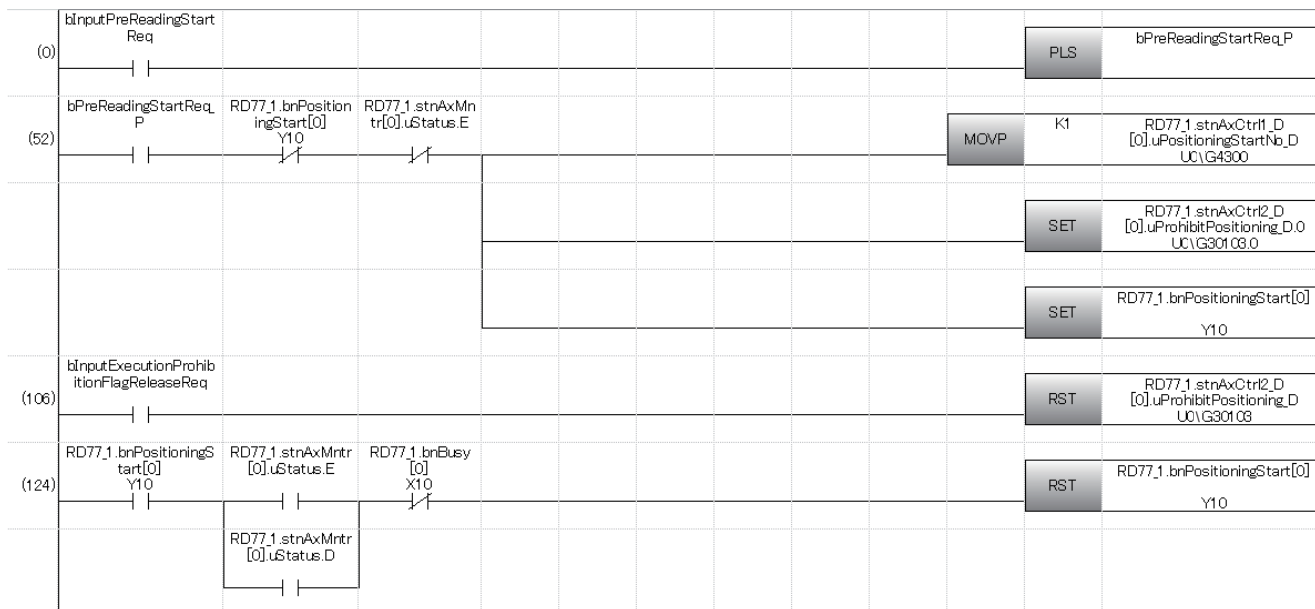 bInputPreReadingStart
Req
(0)
PLS
bPreReadingStartReq_P
bPreReadingStartReq_
P
RD77_1.bnPosition
ingStart[0]
Y10
RD77_1.stnAxMn
tr[0].uStatus.E
(52)
MOVP
K1
RD77_1.stnAxCtrl1_D
[0].uPositioningStartNo_D
U0\G4300
SET
RD77_1.stnAxCtrl2_D
[0].uProhibitPositioning_D.0
U0\G30103.0
SET
RD77_1.bnPositioningStart[0]
Y10
bInputExecutionProhib
itionFlagReleaseReq
(106)
RST
RD77_1.stnAxCtrl2_D
[0].uProhibitPositioning_D
U0\G30103
RD77_1.bnPositioningS
tart[0]
Y10
RD77_1.stnAxMntr
[0].uStatus.E
RD77_1.bnBusy
[0]
X10
(124)
RST
RD77_1.bnPositioningStart[0]
Y10
RD77_1.stnAxMntr
[0].uStatus.D